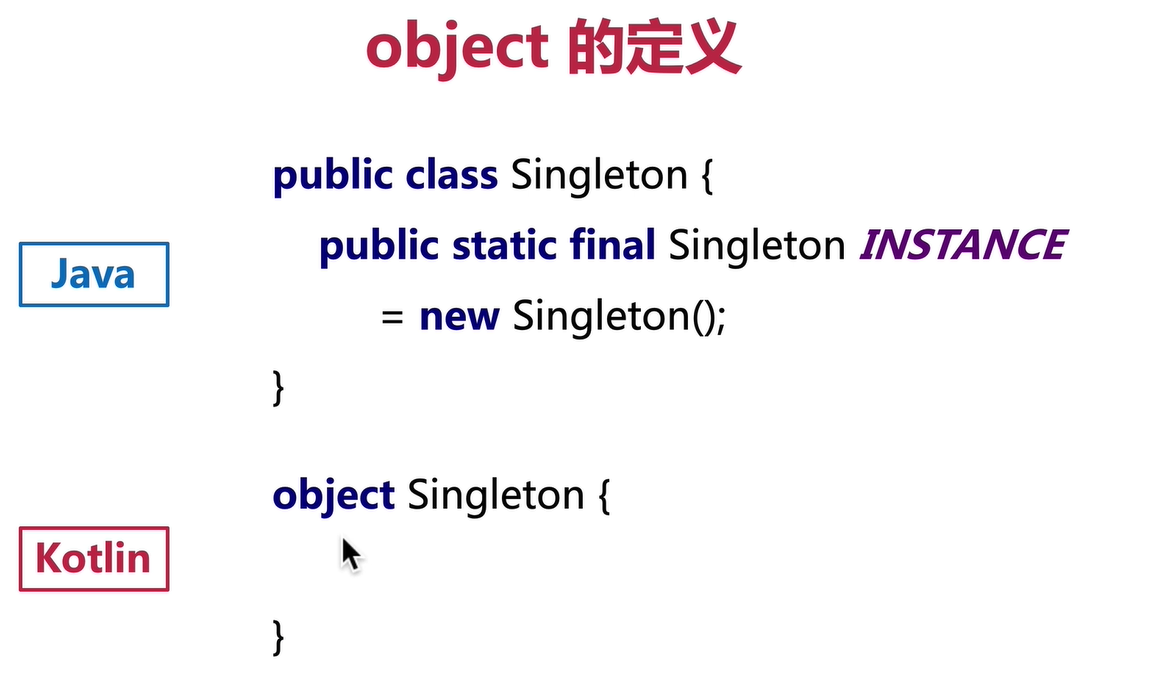 object 的定义
Java
public class Singleton {
public static final Singleton INSTANCE
= new Singleton();
}
Kotlin
object Singleton {
}